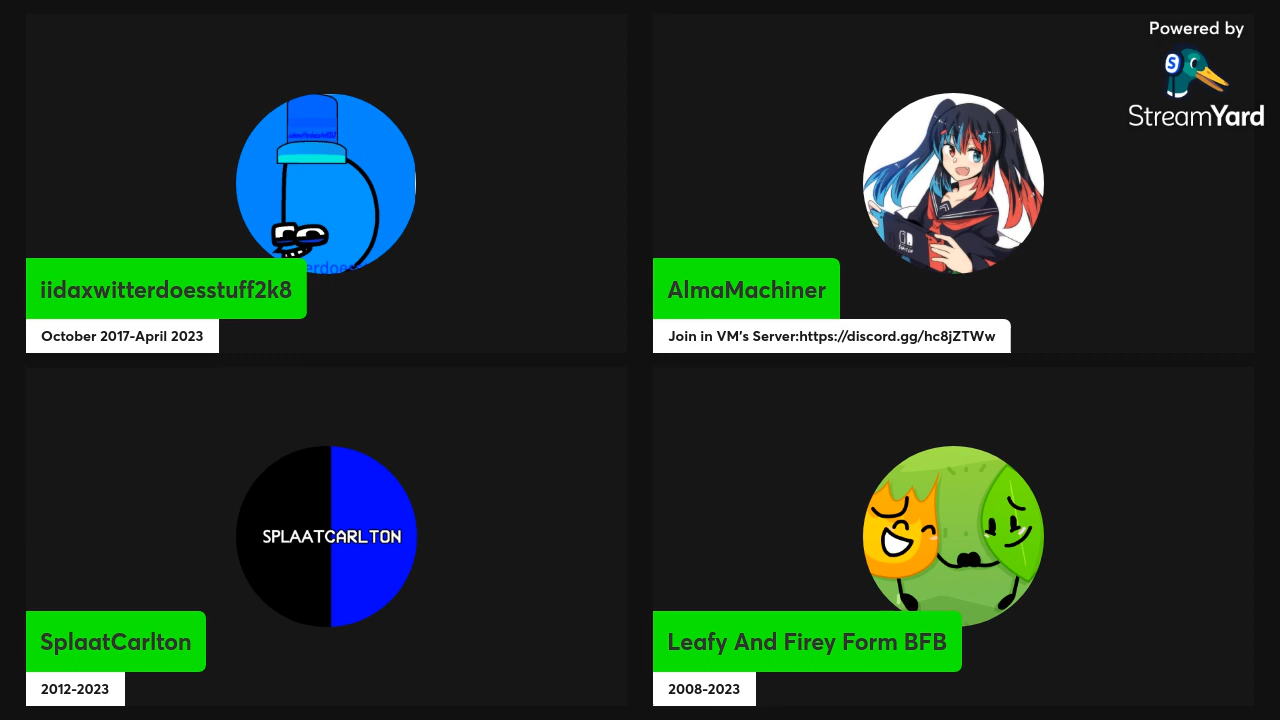 Powered by
S
StreamYard
iidaxwitterdoesstuff2k8
October 2017-April 2023
AlmaMachiner
Join in VM's Server:https://discord.gg/hc8jZTWw
SPLAATCARLTON
SplaatCarlton
2012-2023
Leafy And Firey Form BFB
2008-2023